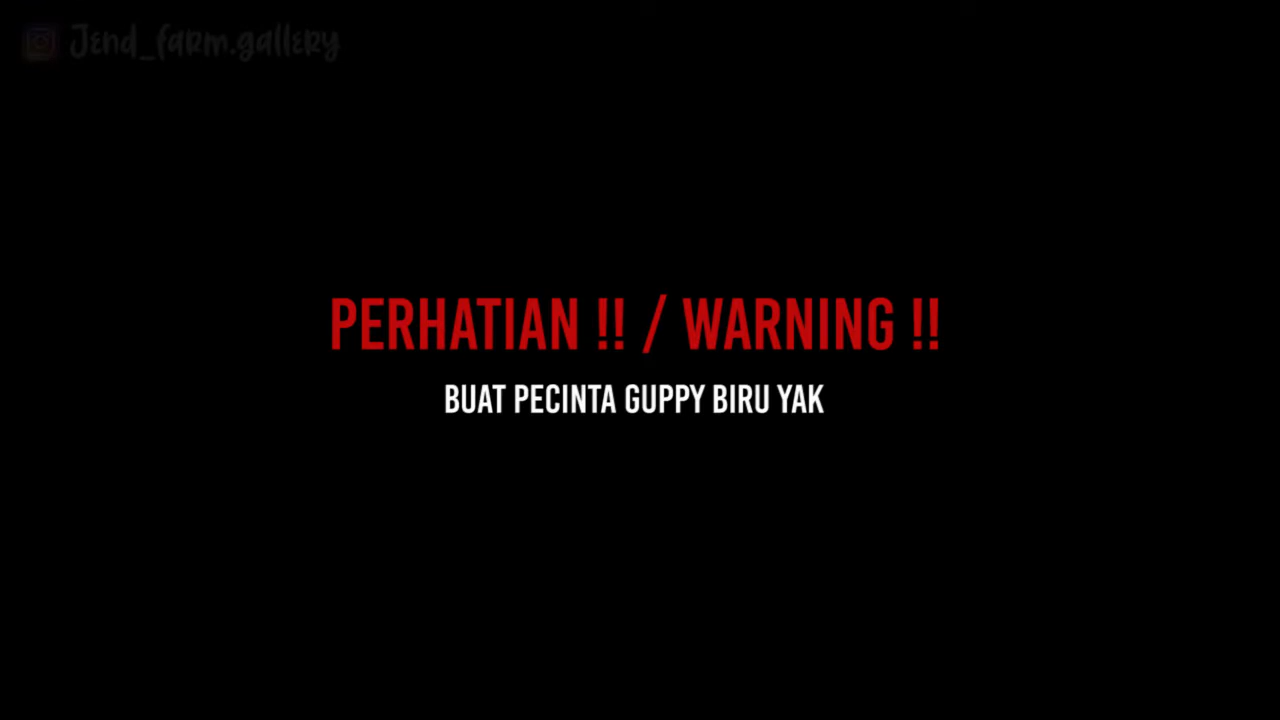 Jend_farm.gallery
PERHATIAN !! / WARNING !!
BUAT PECINTA GUPPY BIRU YAK